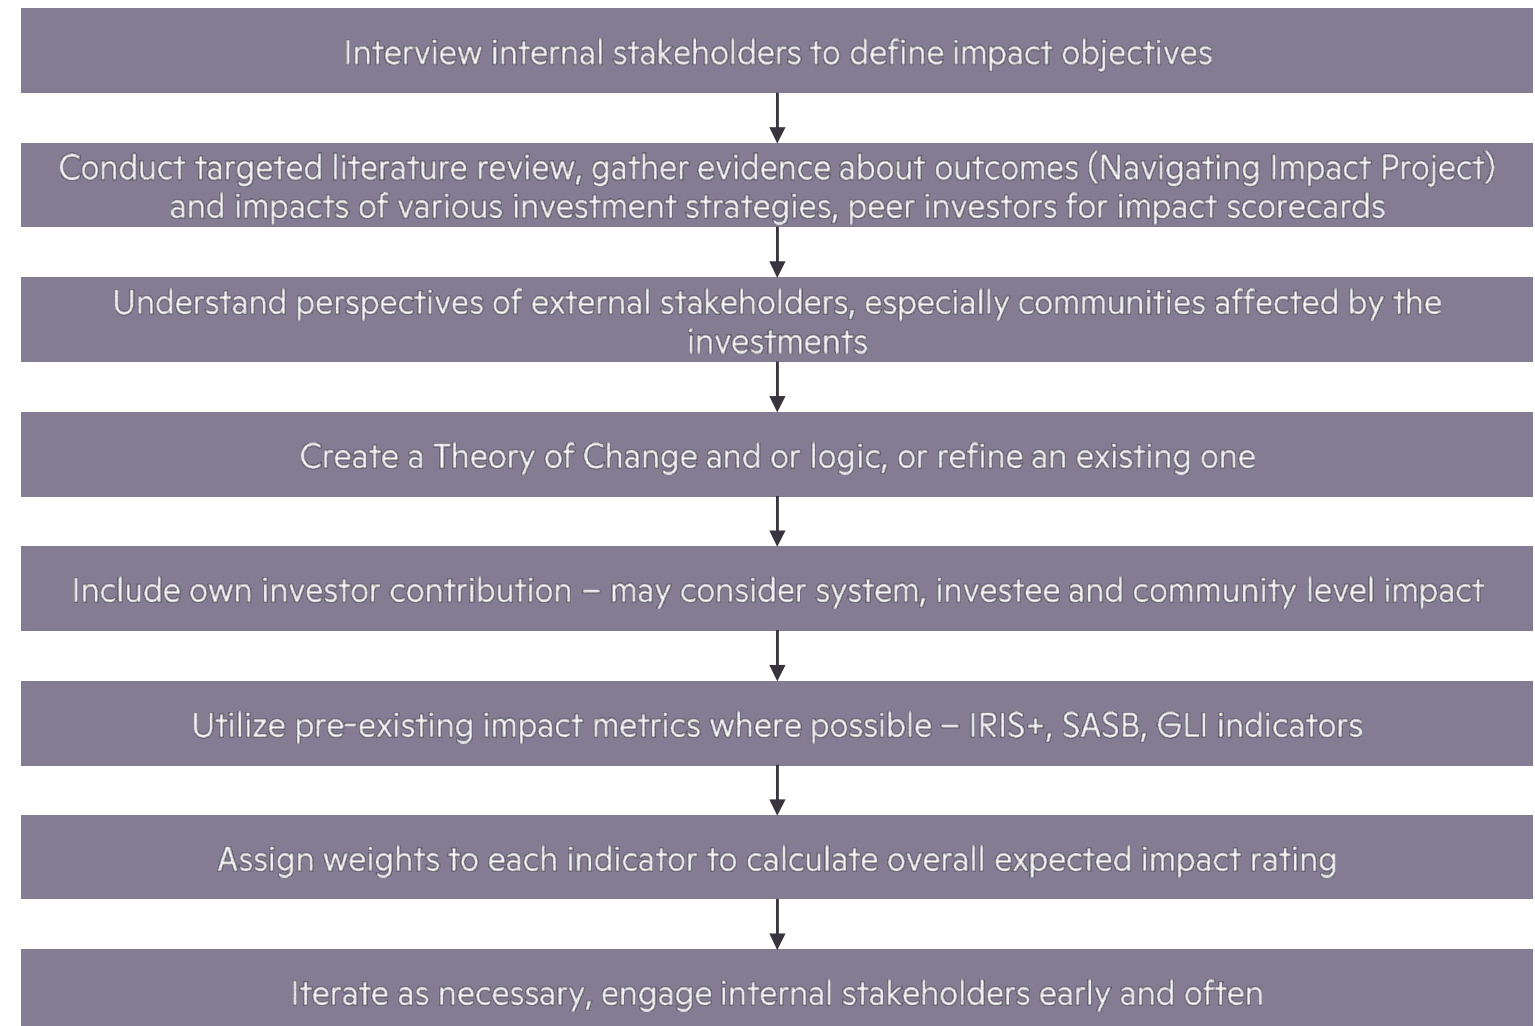 Interview internal stakeholders to define impact objectives
Conduct targeted literature review, gather evidence about outcomes (Navigating Impact Project)
and impacts of various investment strategies, peer investors for impact scorecards
Understand perspectives of external stakeholders, especially communities affected by the
investments
Create a Theory of Change and or logic, or refine an existing one
Include own investor contribution – may consider system, investee and community level impact
Utilize pre-existing impact metrics where possible – IRIS+, SASB, GLI indicators
Assign weights to each indicator to calculate overall expected impact rating
Iterate as necessary, engage internal stakeholders early and often